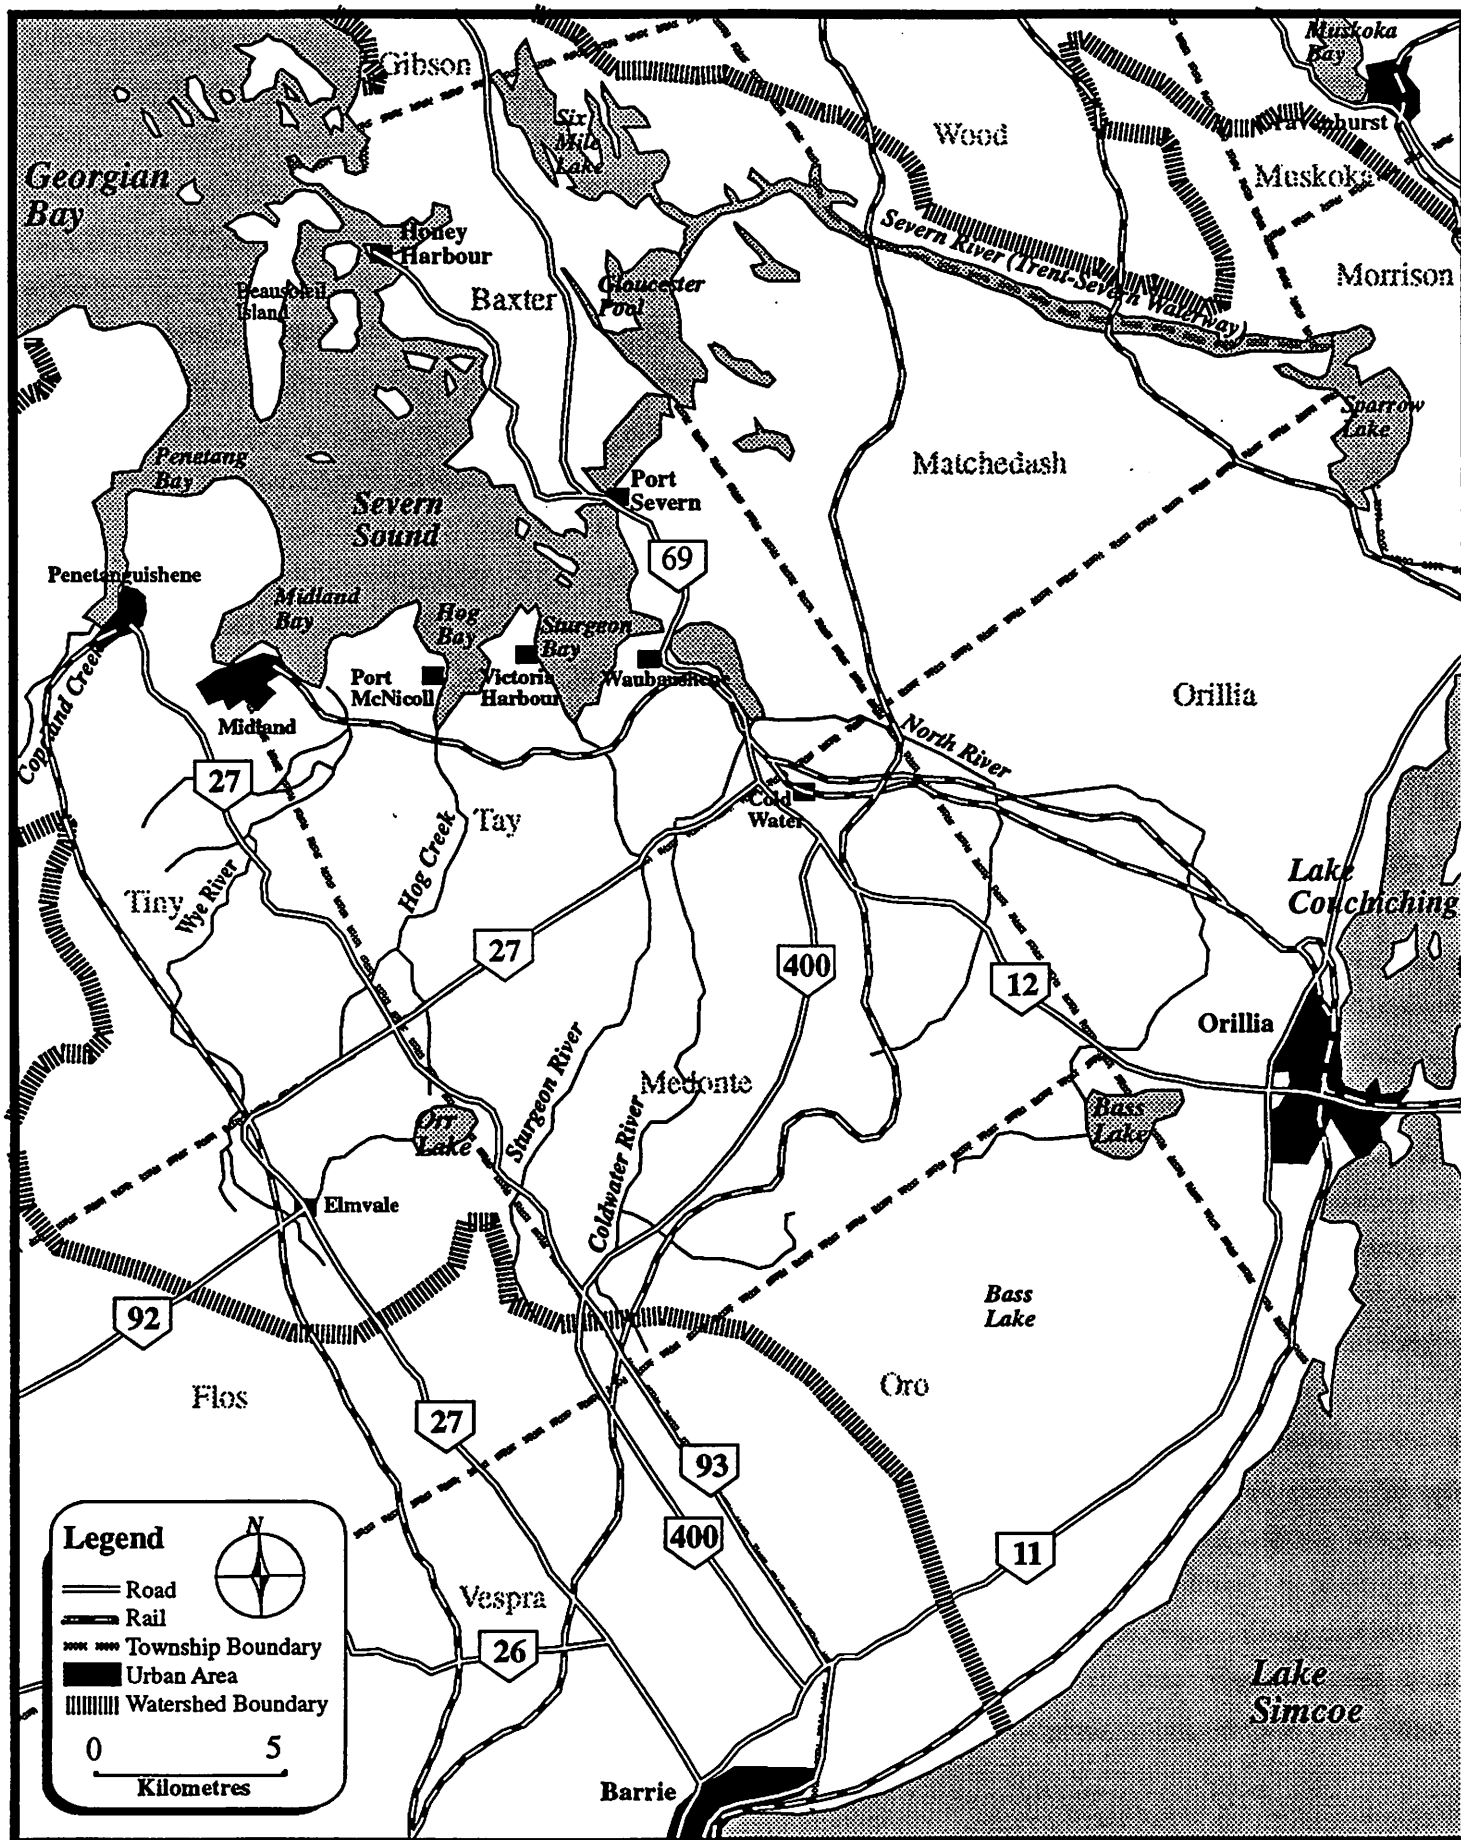 Muskoka
Bay
Gibson
Six
Mile
Lake
Wood
Gravenhurst
Georgian
Bay
Muskoka
Honey
Harbour
Severn River (Trent-Severn Waterway)
Morrison
Beausoleil
Island
Baxter
Gloucester
Pool
Sparrow
Lake
Penetang
Bay
Matchedash
Severn
Sound
Port
Severn
69
Penetanguishene
Midland
Bay
Hog
Bay
Sturgeon
Bay
Port
McNicoll
Victoria
Harbour
Waubaushene
Orillia
Copeland Creek
Midland
North River
27
Cold
Water
Tay
Hog Creek
Lake
Couchiching
Tiny
Wye River
27
400
12
Orillia
Sturgeon River
Medonte
Orr
Lake
Coldwater River
Bass
Lake
Elmvale
92
Bass
Lake
Flos
Oro
27
93
400
11
Legend
N
Road
Rail
Township Boundary
Urban Area
Watershed Boundary
0 5
Kilometres
Vespra
26
Lake
Simcoe
Barrie